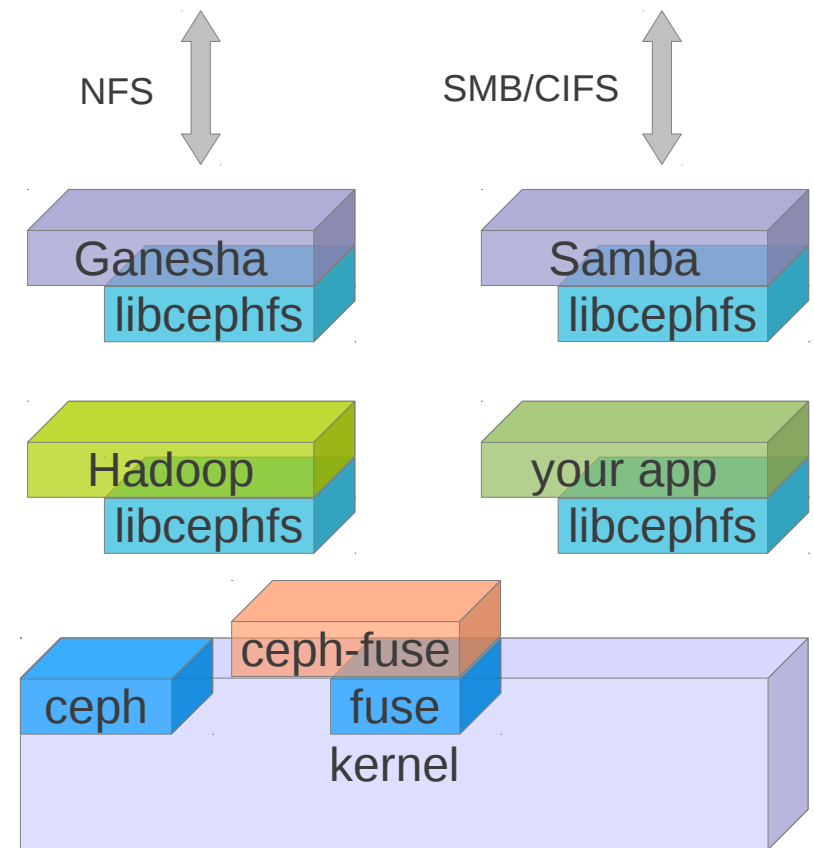 NFS
SMB/CIFS
Ganesha
libcephfs
Samba
libcephfs
Hadoop
libcephfs
your app
libcephfs
ceph-fuse
ceph
fuse
kernel